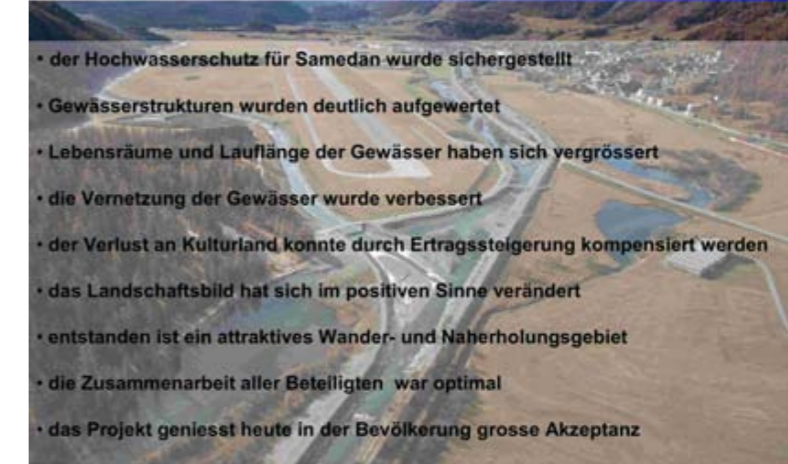 • der Hochwasserschutz für Samedan wurde sichergestellt
• Gewässerstrukturen wurden deutlich aufgewertet
• Lebensräume und Lauflänge der Gewässer haben sich vergrössert
• die Vernetzung der Gewässer wurde verbessert
• der Verlust an Kulturland konnte durch Ertragssteigerung kompensiert werden
• das Landschaftsbild hat sich im positiven Sinne verändert
• entstanden ist ein attraktives Wander- und Naherholungsgebiet
• die Zusammenarbeit aller Beteiligten war optimal
• das Projekt geniesst heute in der Bevölkerung grosse Akzeptanz